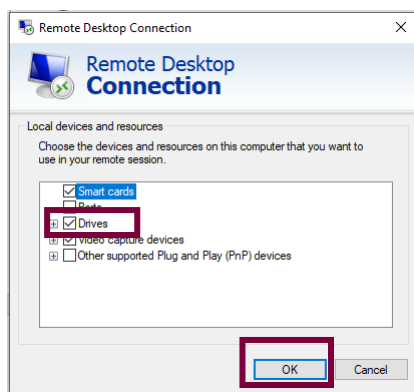 Remote Desktop Connection
Remote Desktop
Connection
Local devices and resources
Choose the devices and resources on this computer that you want to
use in your remote session.
Smart cards
Ports
Drives
Video capture devices
Other supported Plug and Play (PnP) devices
OK
Cancel